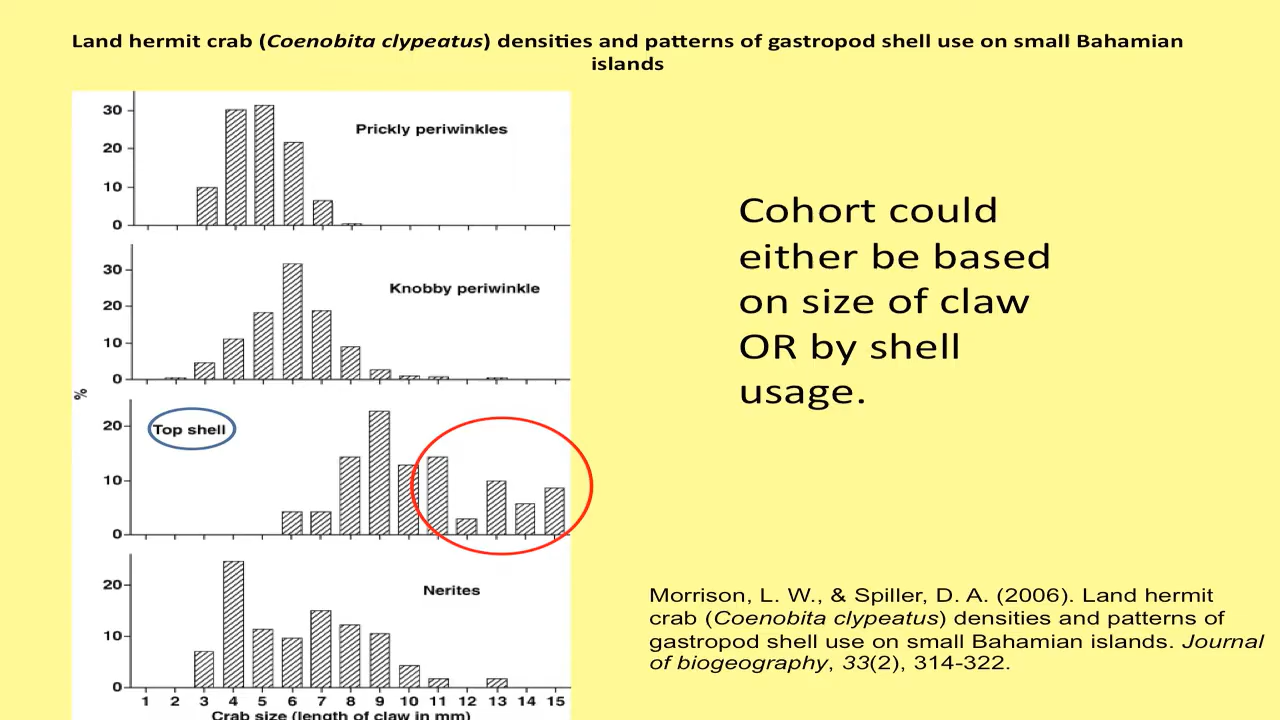 Land hermit crab (Coenobita clypeatus) densities and patterns of gastropod shell use on small Bahamian
islands
30
20
10
0
Prickly periwinkles
30
20
10
0
Knobby periwinkle
%
20
10
0
Top shell
20
10
0
Nerites
1 2 3 4 5 6 7 8 9 10 11 12 13 14 15
Crab size (length of claw in mm)
Cohort could
either be based
on size of claw
OR by shell
usage.
Morrison, L. W., & Spiller, D. A. (2006). Land hermit
crab (Coenobita clypeatus) densities and patterns of
gastropod shell use on small Bahamian islands. Journal
of biogeography, 33(2), 314-322.